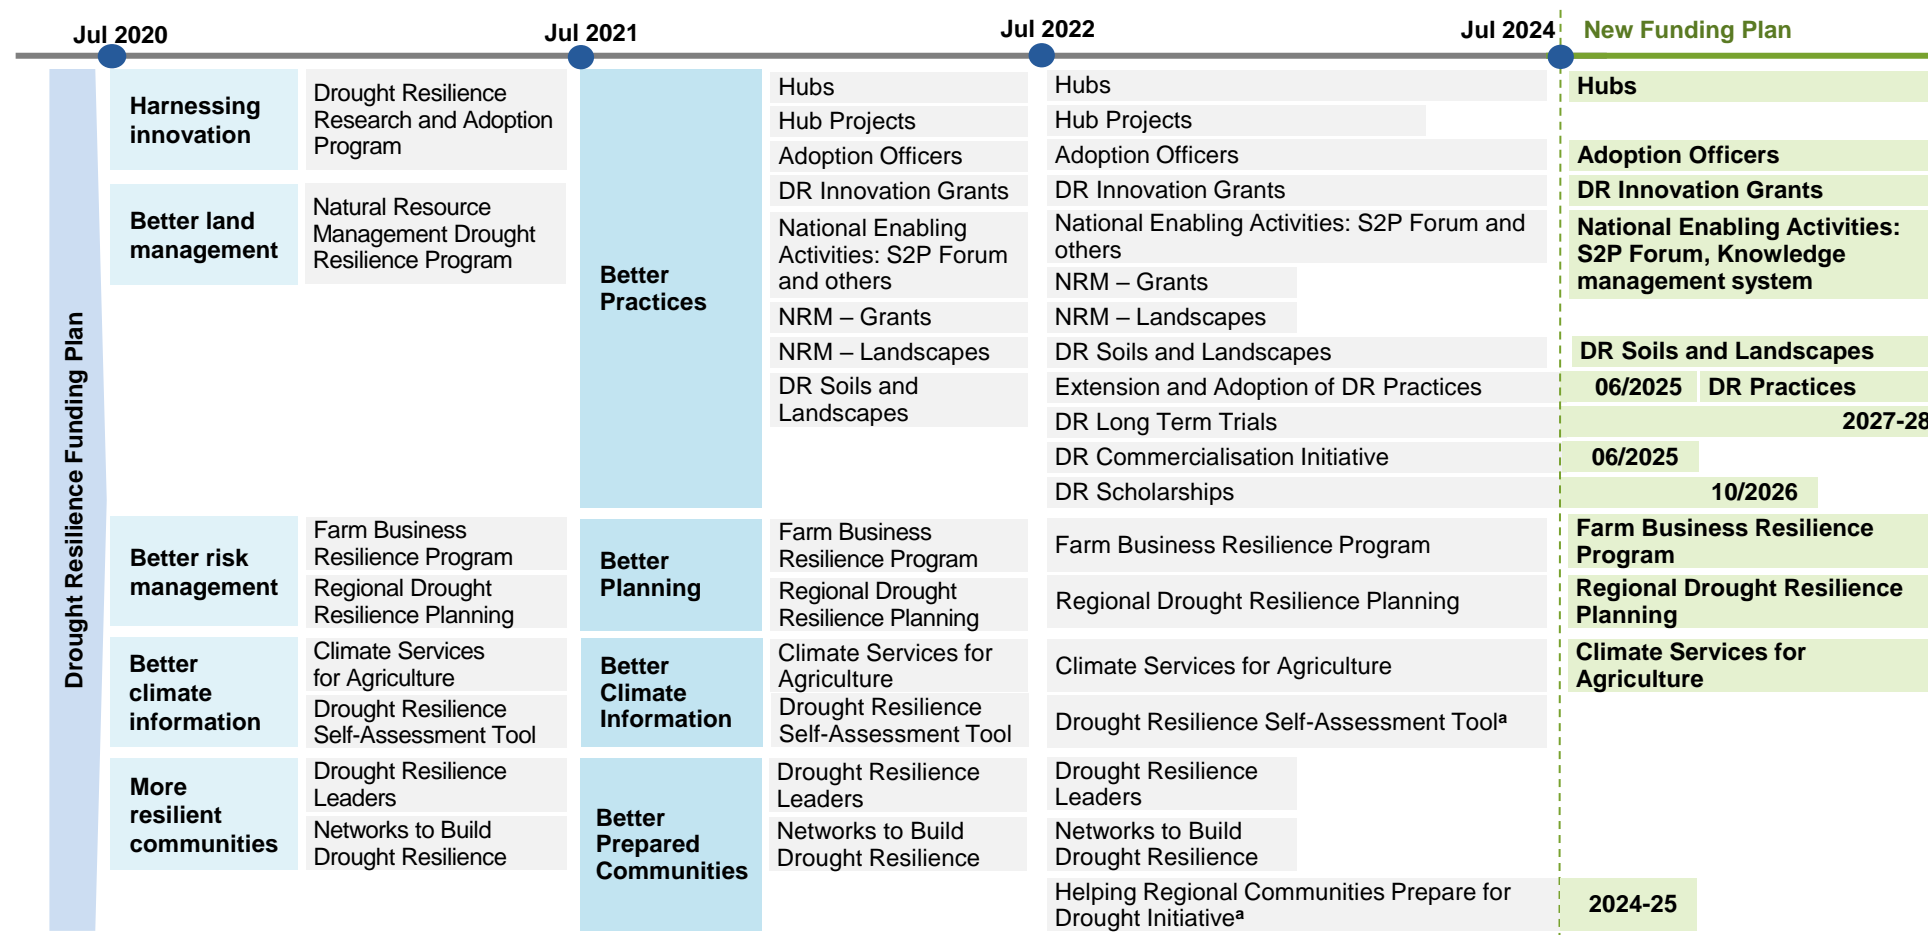 Jul 2020
Jul 2021
Jul 2022
Jul 2024
New Funding Plan
Drought Resilience Funding Plan
Harnessing
innovation
Drought Resilience
Research and Adoption
Program
Better land
management
Natural Resource
Management Drought
Resilience Program
Better risk
management
Farm Business
Resilience Program
Regional Drought
Resilience Planning
Better
climate
information
Climate Services
for Agriculture
Drought Resilience
Self-Assessment Tool
More
resilient
communities
Drought Resilience
Leaders
Networks to Build
Drought Resilience
Better
Practices
Hubs
Hub Projects
Adoption Officers
DR Innovation Grants
National Enabling
Activities: S2P Forum
and others
NRM – Grants
NRM – Landscapes
DR Soils and
Landscapes
Better
Planning
Farm Business
Resilience Program
Regional Drought
Resilience Planning
Better
Climate
Information
Climate Services for
Agriculture
Drought Resilience
Self-Assessment Tool
Better
Prepared
Communities
Drought Resilience
Leaders
Networks to Build
Drought Resilience
Hubs
Hub Projects
Adoption Officers
DR Innovation Grants
National Enabling Activities: S2P Forum and
others
NRM – Grants
NRM – Landscapes
DR Soils and Landscapes
Extension and Adoption of DR Practices
DR Long Term Trials
DR Commercialisation Initiative
DR Scholarships
Farm Business Resilience Program
Regional Drought Resilience Planning
Climate Services for Agriculture
Drought Resilience Self-Assessment Toolª
Drought Resilience
Leaders
Networks to Build
Drought Resilience
Helping Regional Communities Prepare for
Drought Initiativeª
Hubs
Adoption Officers
DR Innovation Grants
National Enabling Activities:
S2P Forum, Knowledge
management system
DR Soils and Landscapes
06/2025 DR Practices
2027-28
06/2025
10/2026
Farm Business Resilience
Program
Regional Drought Resilience
Planning
Climate Services for
Agriculture
2024-25